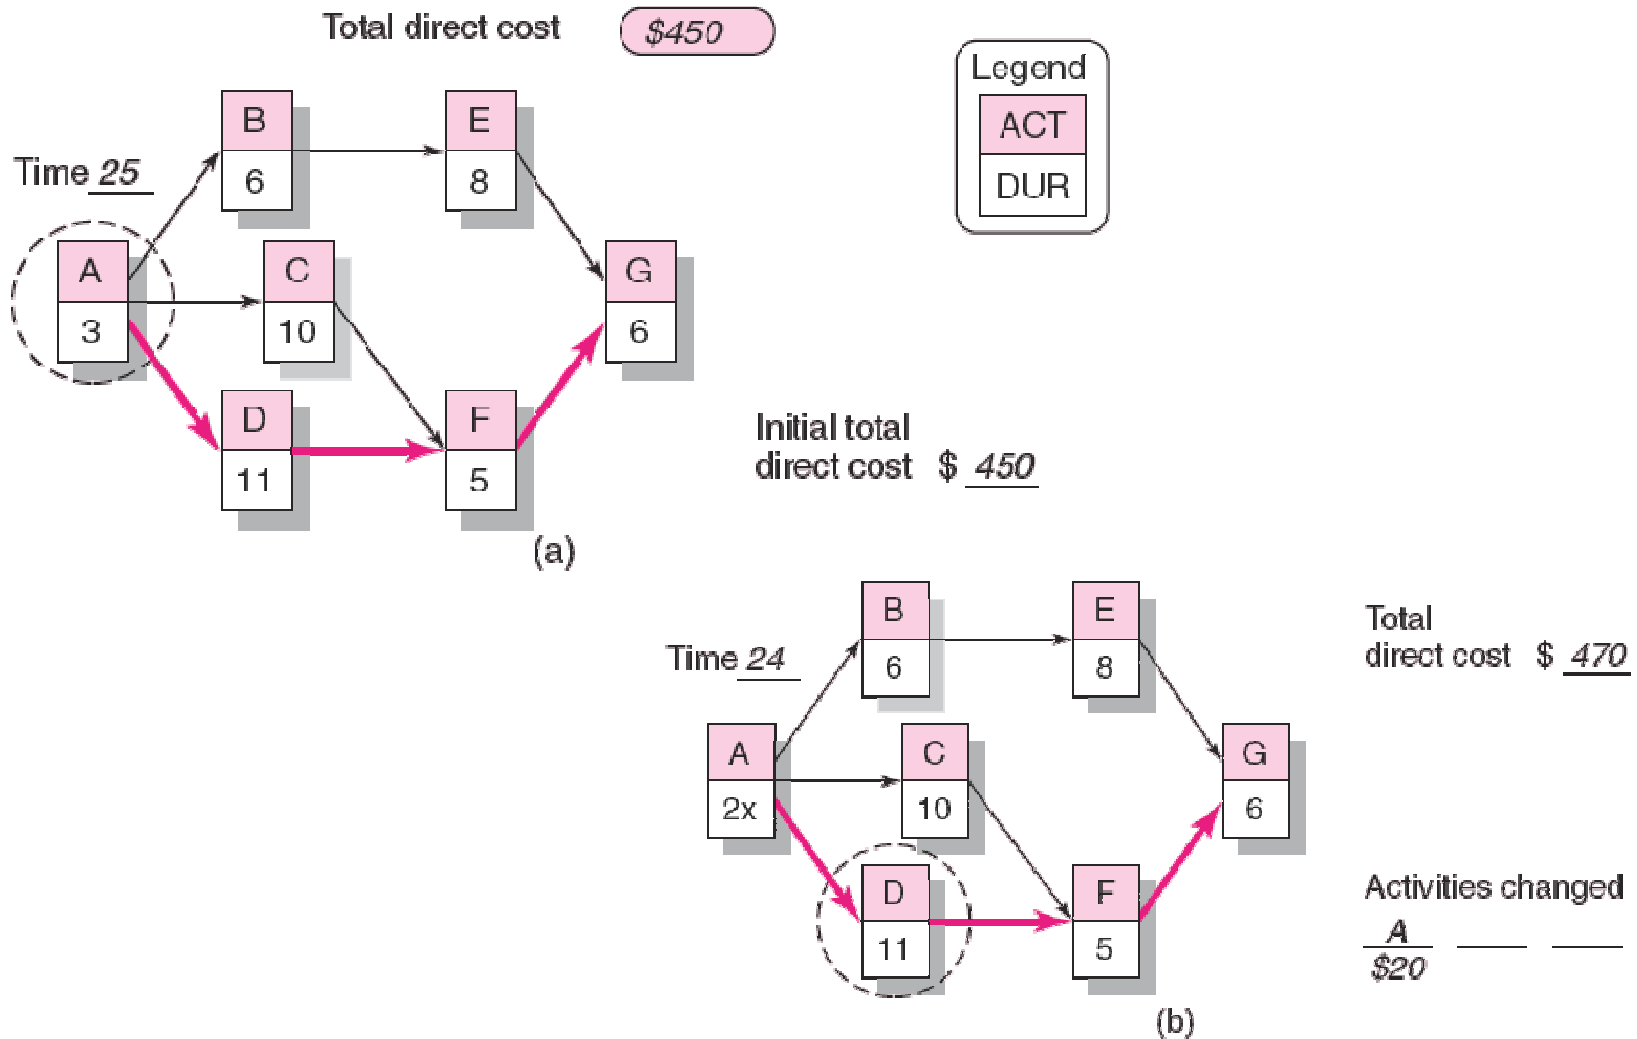 Total direct cost $450
Legend
ACT
DUR
Time 25
B
6
E
8
A
3
C
10
G
6
D
11
F
5
(a)
Initial total
direct cost $ 450
Time 24
B
6
E
8
A
2x
C
10
G
6
D
11
F
5
(b)
Total
direct cost $ 470
Activities changed
A
$20